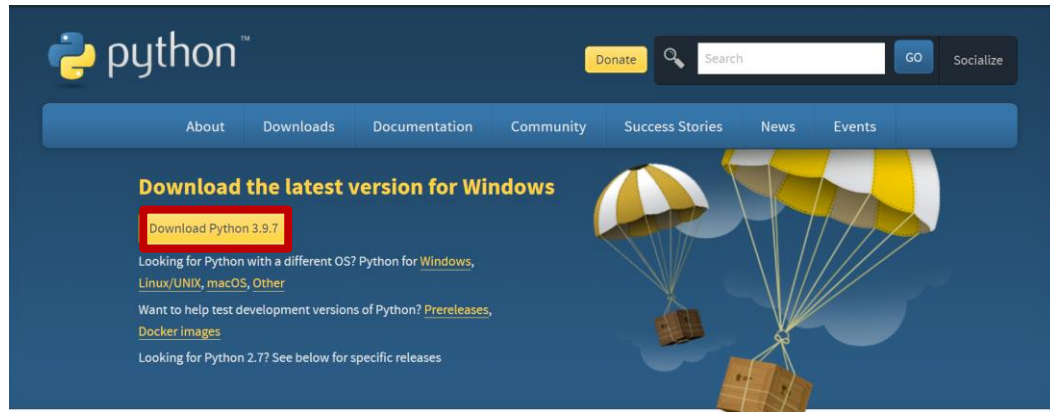 python™
Donate
Search
GO
Socialize
About Downloads Documentation Community Success Stories News Events
Download the latest version for Windows
Download Python 3.9.7
Looking for Python with a different OS? Python for Windows,
Linux/UNIX, macOS, Other
Want to help test development versions of Python? Prereleases,
Docker images
Looking for Python 2.7? See below for specific releases